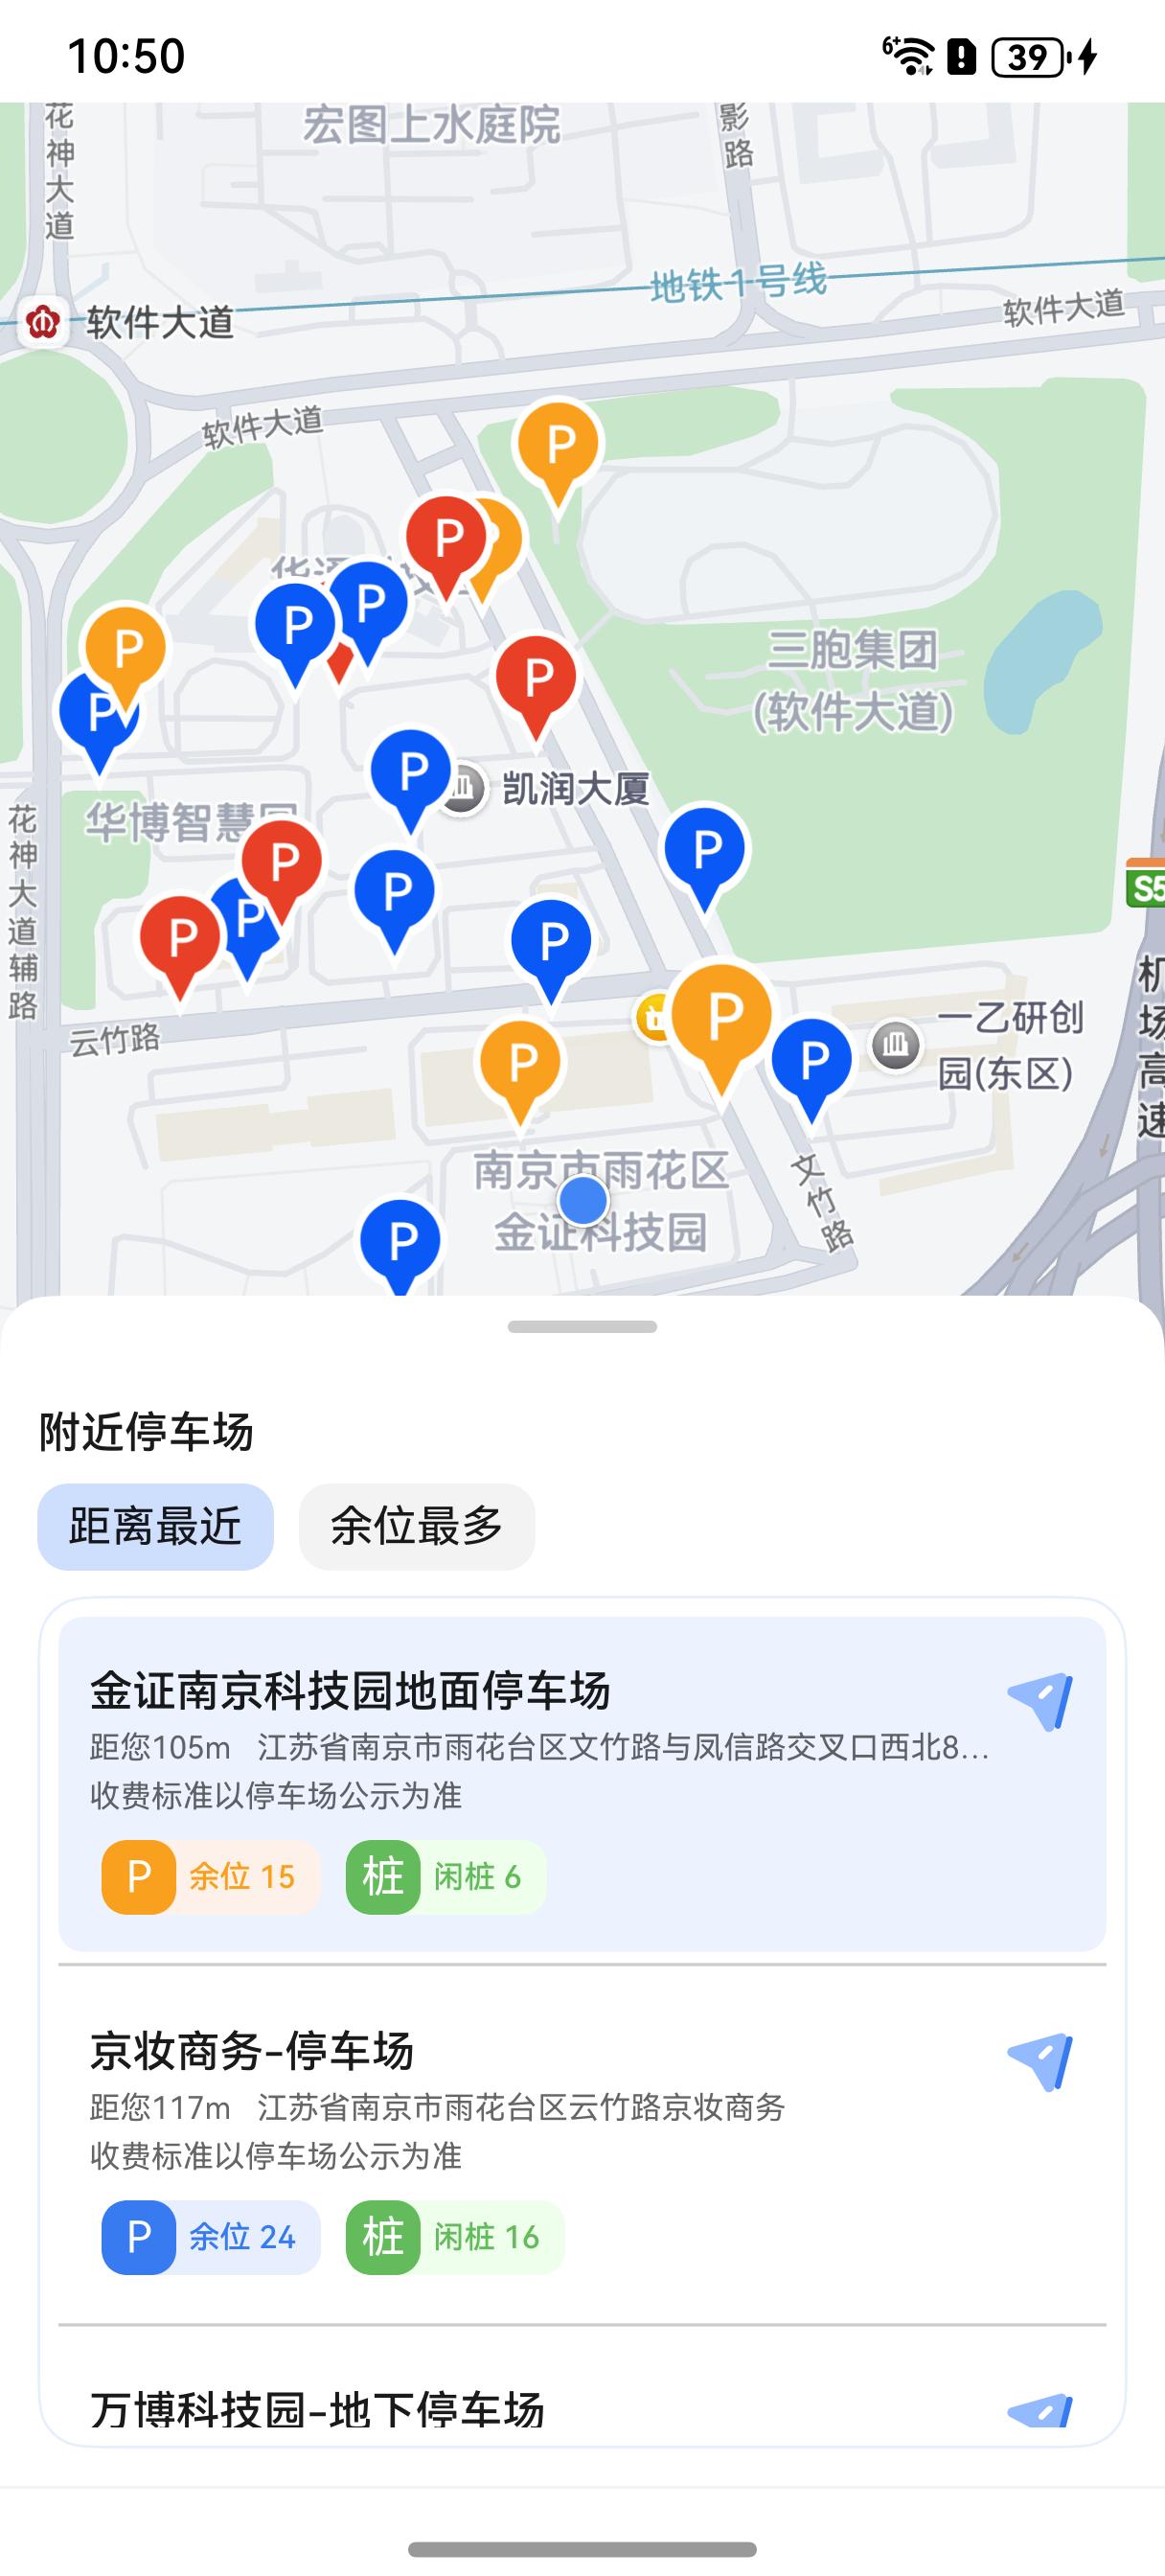 10:50
6+
39
花神大道
宏图上水庭院
影路
地铁1号线
软件大道
软件大道
软件大道
P
P
P
P
P
P
P
三胞集团
(软件大道)
P
P
凯润大厦
华博智慧园
花神大道辅路
P
P
P
P
P
P
S5
机场高速
云竹路
P
P
P
一乙研创
园(东区)
南京市雨花区
金证科技园
文竹路
P
附近停车场
距离最近
余位最多
金证南京科技园地面停车场
距您105m 江苏省南京市雨花台区文竹路与凤信路交叉口西北8...
收费标准以停车场公示为准
P 余位 15 桩 闲桩 6
京妆商务-停车场
距您117m 江苏省南京市雨花台区云竹路京妆商务
收费标准以停车场公示为准
P 余位 24 桩 闲桩 16
万博科技园-地下停车场